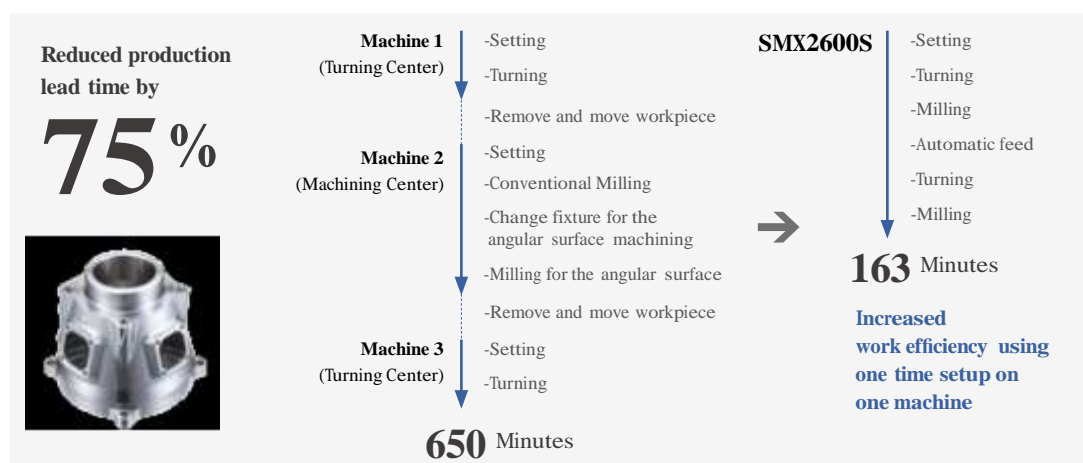 Reduced production
lead time by
75%
Machine 1
(Turning Center)
-Setting
-Turning
-Remove and move workpiece
Machine 2
(Machining Center)
-Setting
-Conventional Milling
-Change fixture for the
angular surface machining
-Milling for the angular surface
-Remove and move workpiece
Machine 3
(Turning Center)
-Setting
-Turning
650 Minutes
SMX2600S
-Setting
-Turning
-Milling
-Automatic feed
-Turning
-Milling
163 Minutes
Increased
work efficiency using
one time setup on
one machine